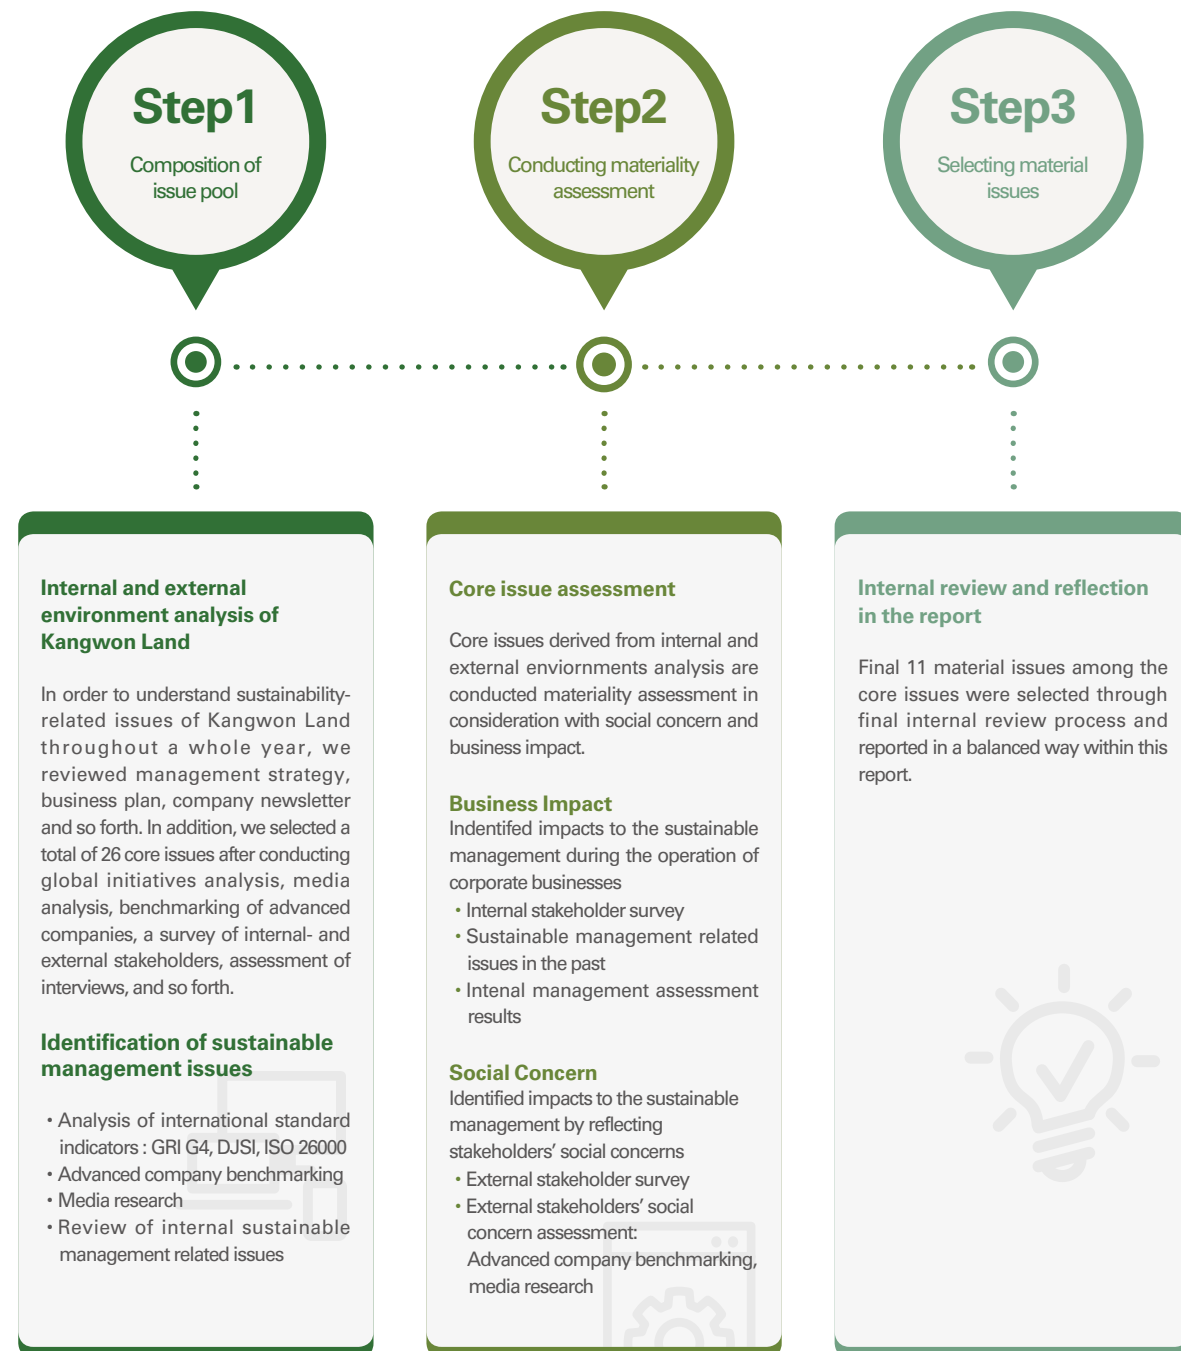 Step1
Composition of
issue pool
Step2
Conducting materiality
assessment
Step3
Selecting material
issues
Internal and external
environment analysis of
Kangwon Land
In order to understand sustainability-
related issues of Kangwon Land
throughout a whole year, we
reviewed management strategy,
business plan, company newsletter
and so forth. In addition, we selected a
total of 26 core issues after conducting
global initiatives analysis, media
analysis, benchmarking of advanced
companies, a survey of internal- and
external stakeholders, assessment of
interviews, and so forth.
Identification of sustainable
management issues
• Analysis of international standard
indicators : GRI G4, DJSI, ISO 26000
• Advanced company benchmarking
• Media research
• Review of internal sustainable
management related issues
Core issue assessment
Core issues derived from internal and
external enviornments analysis are
conducted materiality assessment in
consideration with social concern and
business impact.
Business Impact
Indentifed impacts to the sustainable
management during the operation of
corporate businesses
• Internal stakeholder survey
• Sustainable management related
issues in the past
• Intenal management assessment
results
Social Concern
Identified impacts to the sustainable
management by reflecting
stakeholders’ social concerns
• External stakeholder survey
• External stakeholders’ social
concern assessment:
Advanced company benchmarking,
media research
Internal review and reflection
in the report
Final 11 material issues among the
core issues were selected through
final internal review process and
reported in a balanced way within this
report.